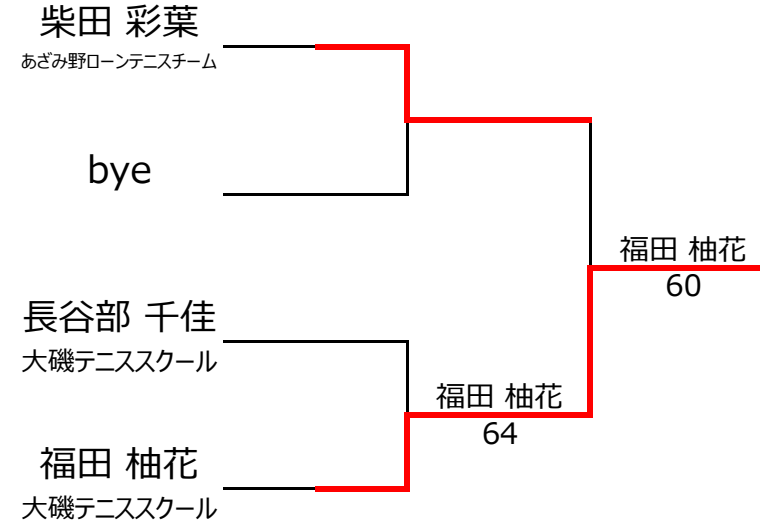 柴田 彩葉
あざみ野ローンテニスチーム
bye
福田 柚花
60
長谷部 千佳
大磯テニススクール
福田 柚花
64
福田 柚花
大磯テニススクール